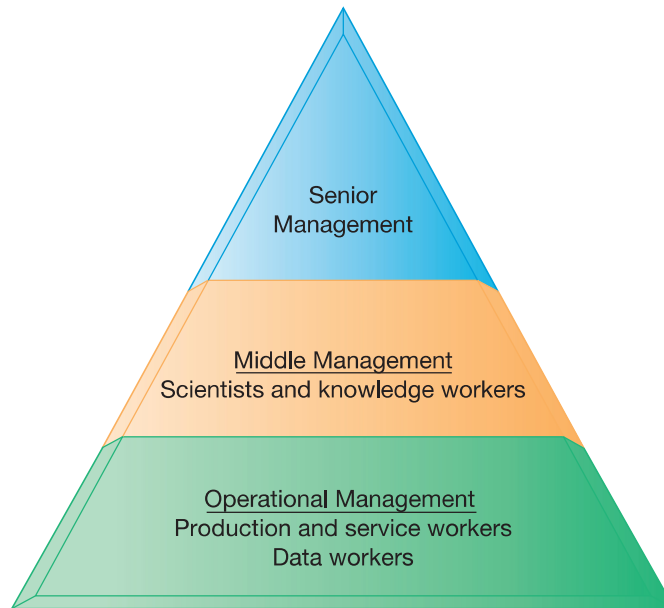 Senior
Management
Middle Management
Scientists and knowledge workers
Operational Management
Production and service workers
Data workers